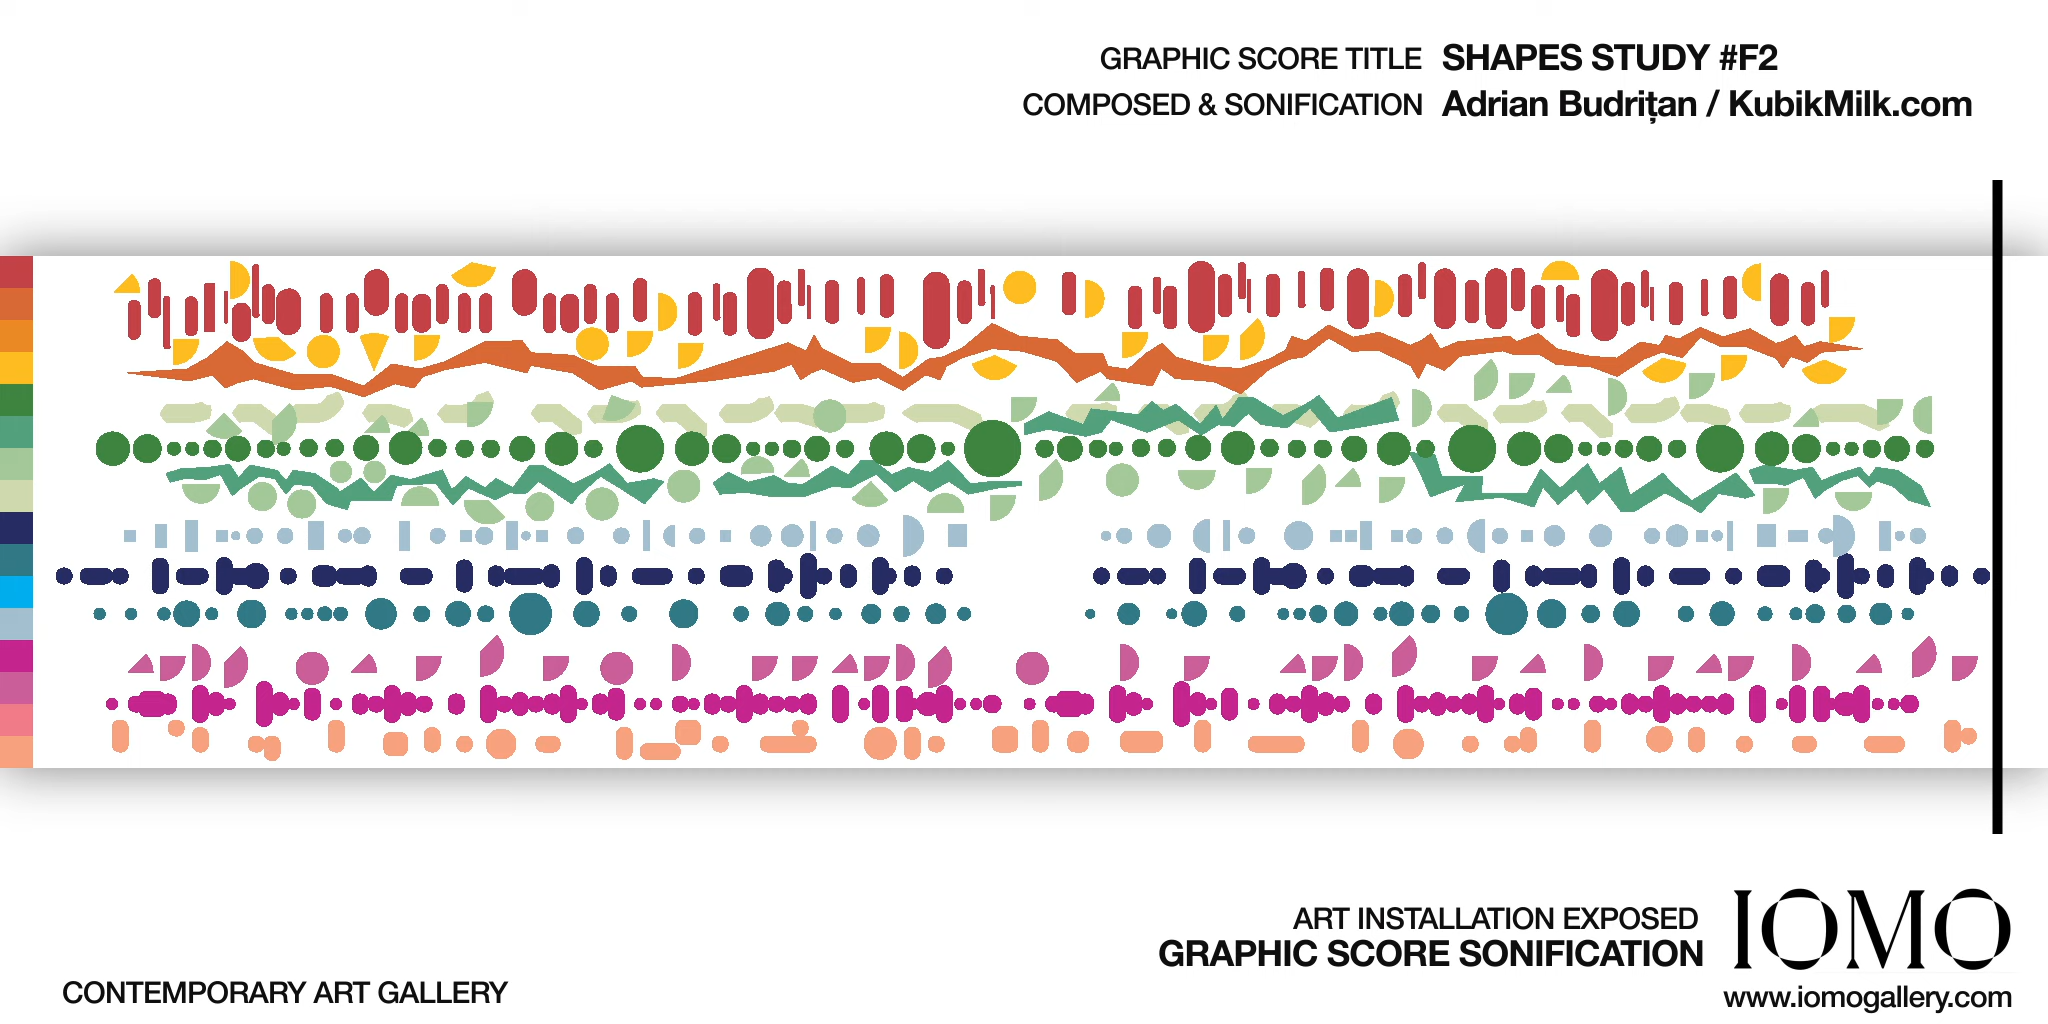 GRAPHIC SCORE TITLE SHAPES STUDY #F2
COMPOSED & SONIFICATION Adrian Budrițan / KubikMilk.com
ART INSTALLATION EXPOSED
GRAPHIC SCORE SONIFICATION
IOMO
www.iomogallery.com
CONTEMPORARY ART GALLERY